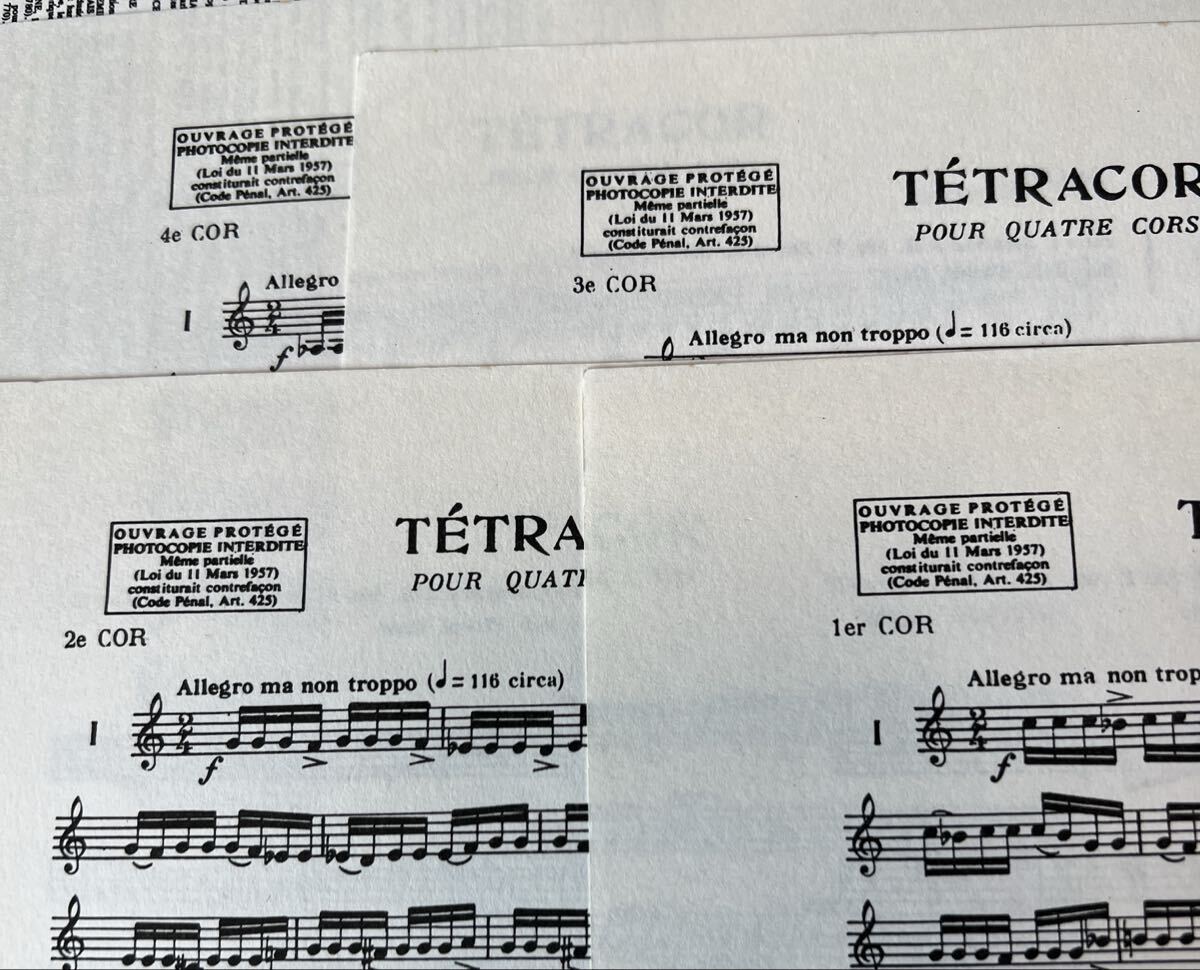 OUVRAGE PROTÉGÉ
PHOTOCOPIE INTERDITE
Même partielle
(Loi du 11 Mars 1957)
constiturait contrefaçon
(Code Pénal, Art. 425)
4e COR
Allegro
I
f
OUVRAGE PROTÉGÉ
PHOTOCOPIE INTERDITE
Même partielle
(Loi du 11 Mars 1957)
constiturait contrefaçon
(Code Pénal, Art. 425)
TÉTRACOR
POUR QUATRE CORS
3e COR
Allegro ma non troppo (♩= 116 circa)
OUVRAGE PROTÉGÉ
PHOTOCOPIE INTERDITE
Même partielle
(Loi du 11 Mars 1957)
constiturait contrefaçon
(Code Pénal, Art. 425)
TÉTRA
POUR QUAT
2e COR
Allegro ma non troppo (♩= 116 circa)
I
f
OUVRAGE PROTÉGÉ
PHOTOCOPIE INTERDITE
Même partielle
(Loi du 11 Mars 1957)
constiturait contrefaçon
(Code Pénal, Art. 425)
T
1er COR
Allegro ma non trop
I
f